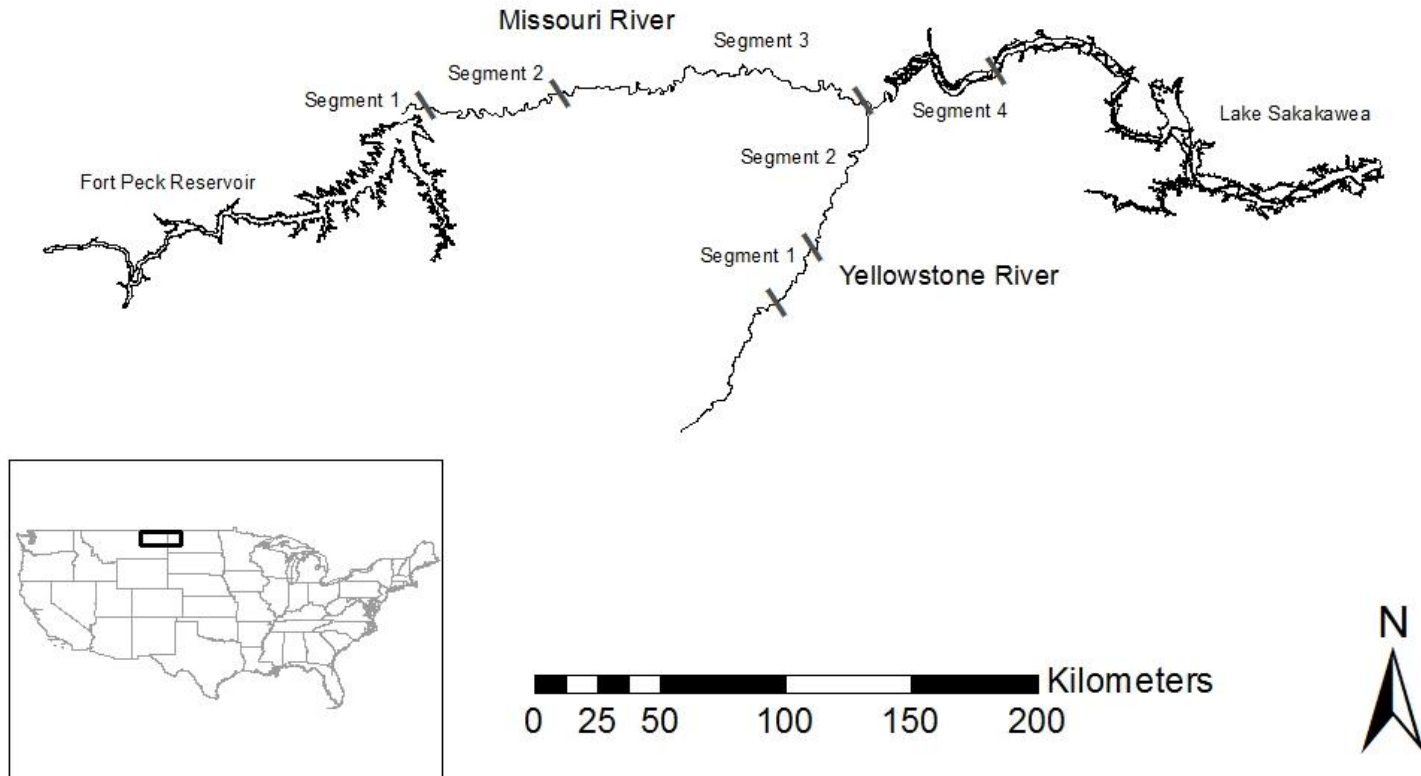 Missouri River
Segment 3
Segment 2
Segment 1
Segment 4
Lake Sakakawea
Segment 2
Fort Peck Reservoir
Segment 1
Yellowstone River
N
Kilometers
0 25 50 100 150 200